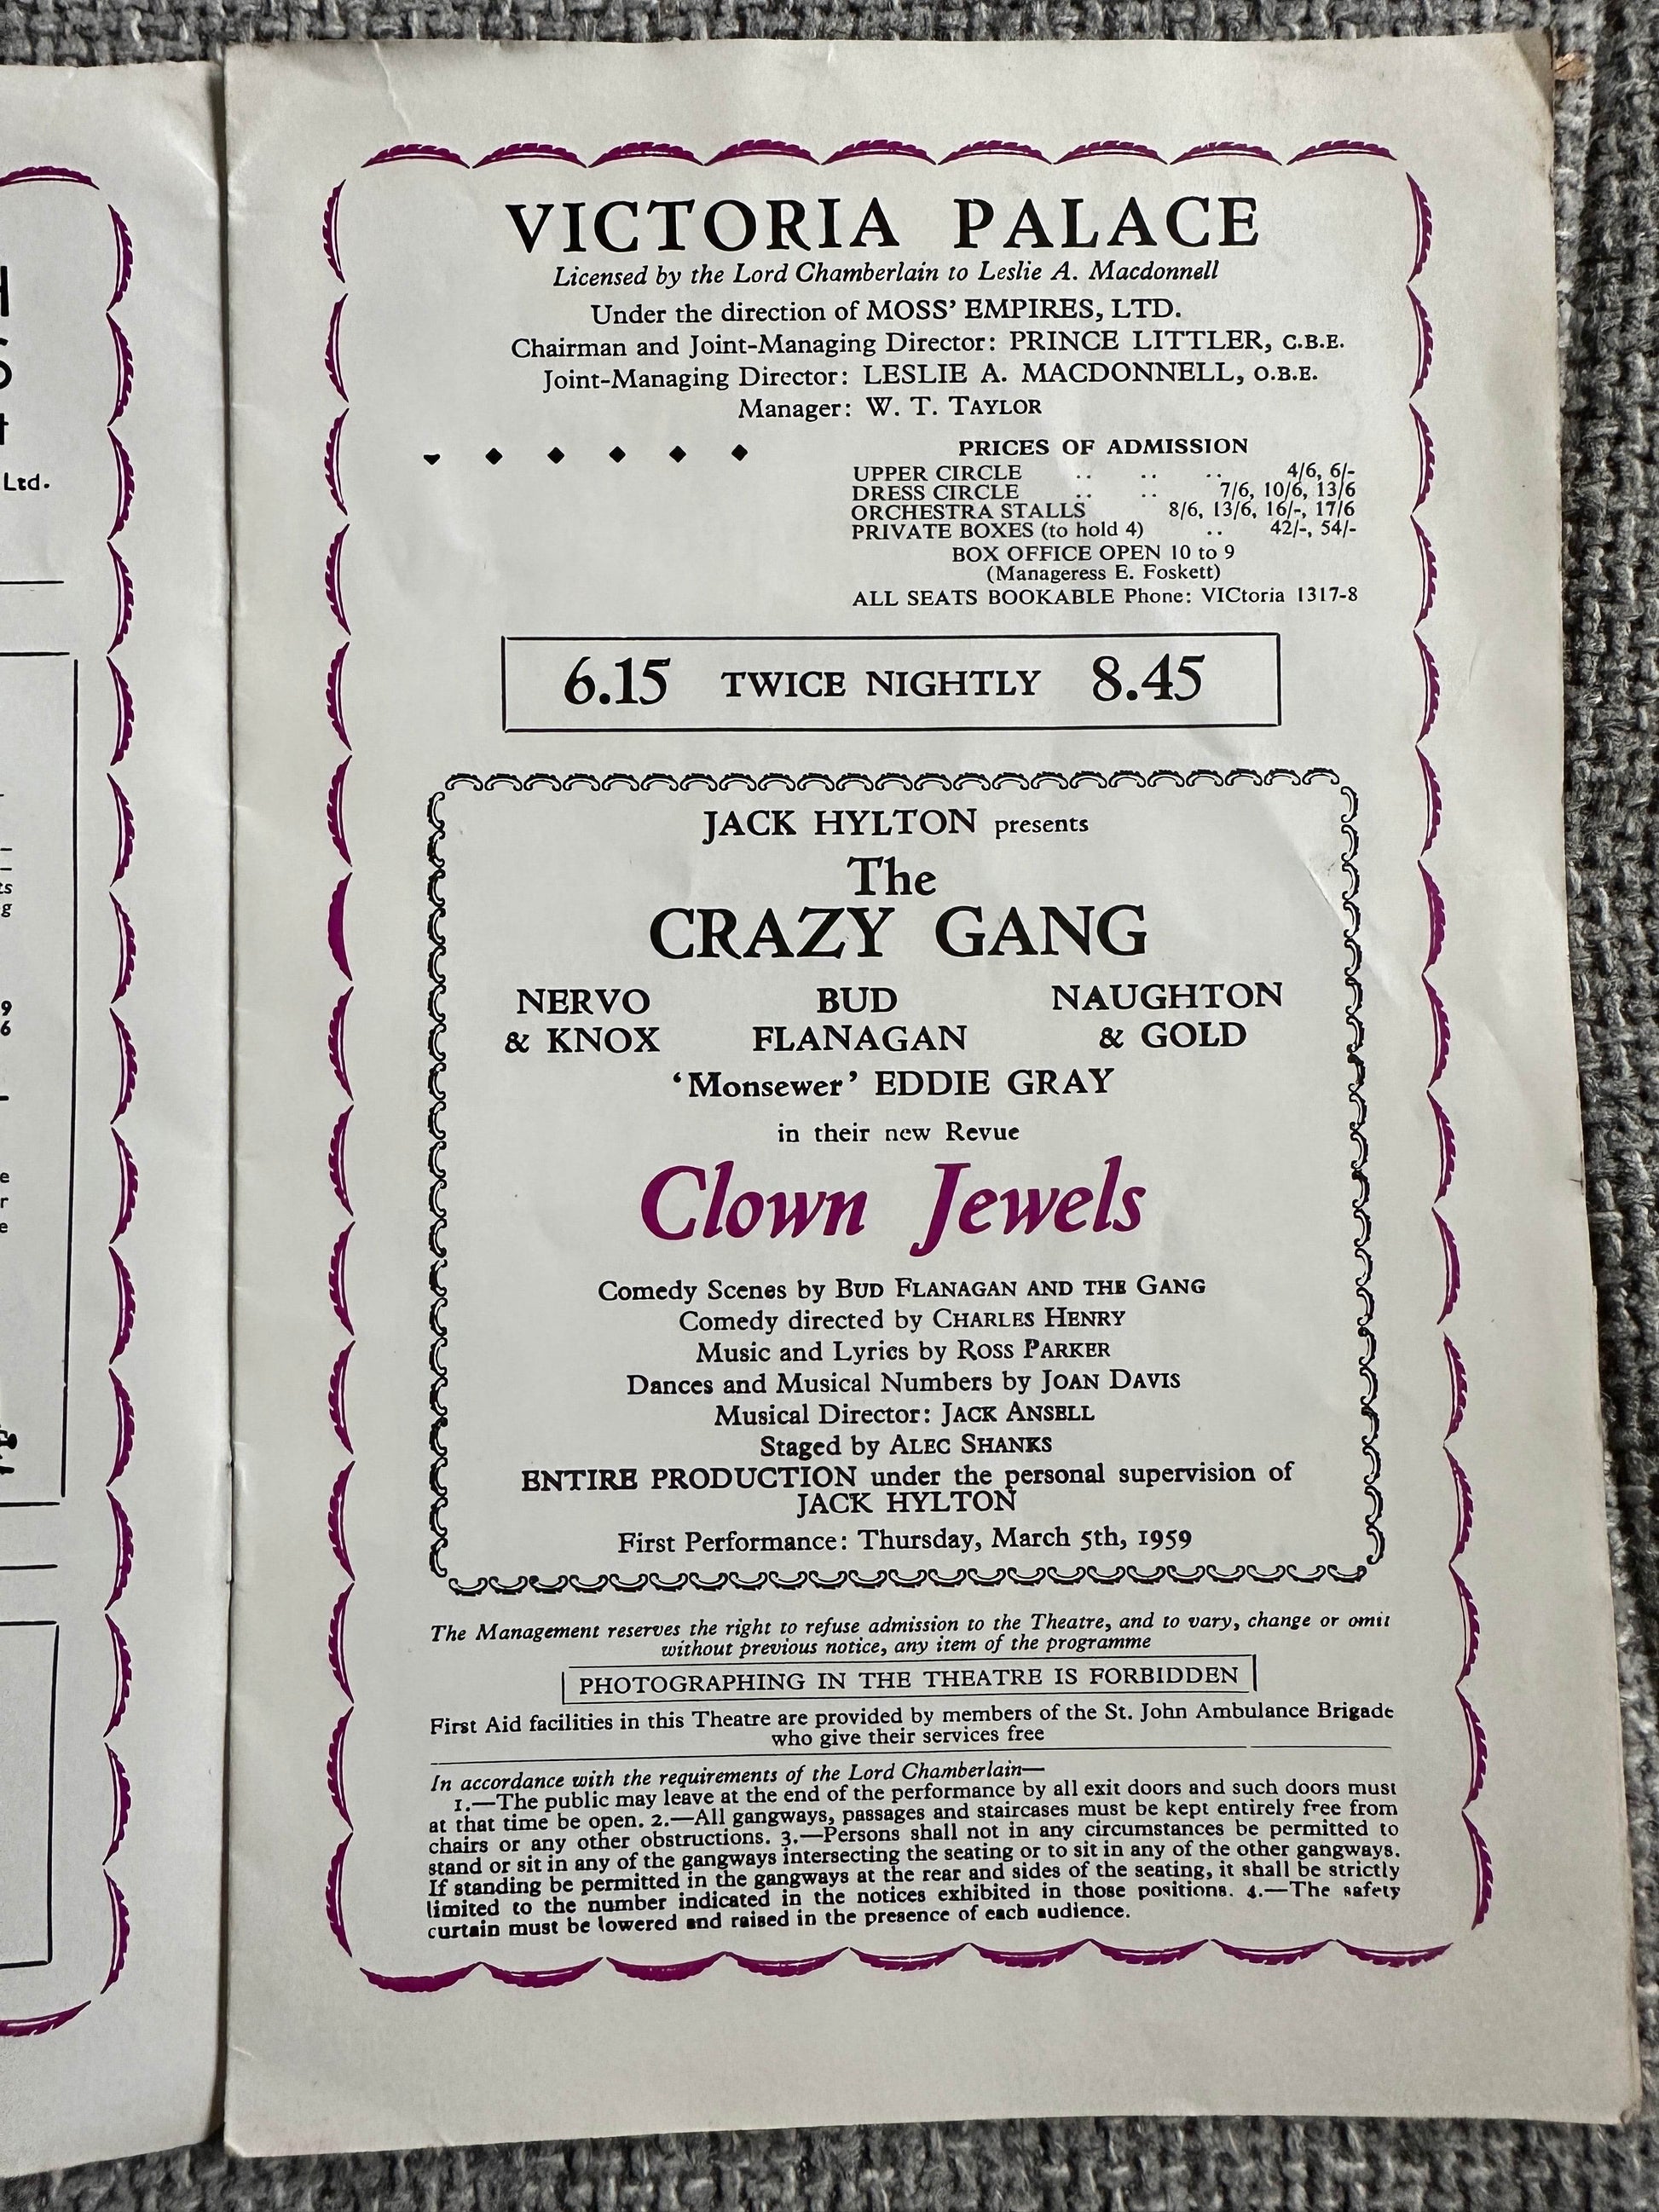 VICTORIA PALACE
Licensed by the Lord Chamberlain to Leslie A. Macdonnell
Under the direction of MOSS' EMPIRES, LTD.
Chairman and Joint-Managing Director: PRINCE LITTLER, C.B.E.
Joint-Managing Director: LESLIE A. MACDONNELL, O.B.E.
Manager: W. T. TAYLOR
PRICES OF ADMISSION
UPPER CIRCLE .. .. .. 4/6, 6/-
DRESS CIRCLE .. .. 7/6, 10/6, 13/6
ORCHESTRA STALLS 8/6, 13/6, 16/-, 17/6
PRIVATE BOXES (to hold 4) .. 42/-, 54/-
BOX OFFICE OPEN 10 to 9
(Manageress E. Foskett)
ALL SEATS BOOKABLE Phone: VICtoria 1317-8
6.15 TWICE NIGHTLY 8.45
JACK HYLTON presents
The
CRAZY GANG
NERVO BUD NAUGHTON
& KNOX FLANAGAN & GOLD
'Monsewer' EDDIE GRAY
in their new Revue
Clown Jewels
Comedy Scenes by BUD FLANAGAN AND THE GANG
Comedy directed by CHARLES HENRY
Music and Lyrics by ROSS PARKER
Dances and Musical Numbers by JOAN DAVIS
Musical Director: JACK ANSELL
Staged by ALEC SHANKS
ENTIRE PRODUCTION under the personal supervision of
JACK HYLTON
First Performance: Thursday, March 5th, 1959
The Management reserves the right to refuse admission to the Theatre, and to vary, change or omit
without previous notice, any item of the programme
PHOTOGRAPHING IN THE THEATRE IS FORBIDDEN
First Aid facilities in this Theatre are provided by members of the St. John Ambulance Brigade
who give their services free
In accordance with the requirements of the Lord Chamberlain—
1.—The public may leave at the end of the performance by all exit doors and such doors must
at that time be open. 2.—All gangways, passages and staircases must be kept entirely free from
chairs or any other obstructions. 3.—Persons shall not in any circumstances be permitted to
stand or sit in any of the gangways intersecting the seating or to sit in any of the other gangways.
If standing be permitted in the gangways at the rear and sides of the seating, it shall be strictly
limited to the number indicated in the notices exhibited in those positions. 4.—The safety
curtain must be lowered and raised in the presence of each audience.
Ltd.